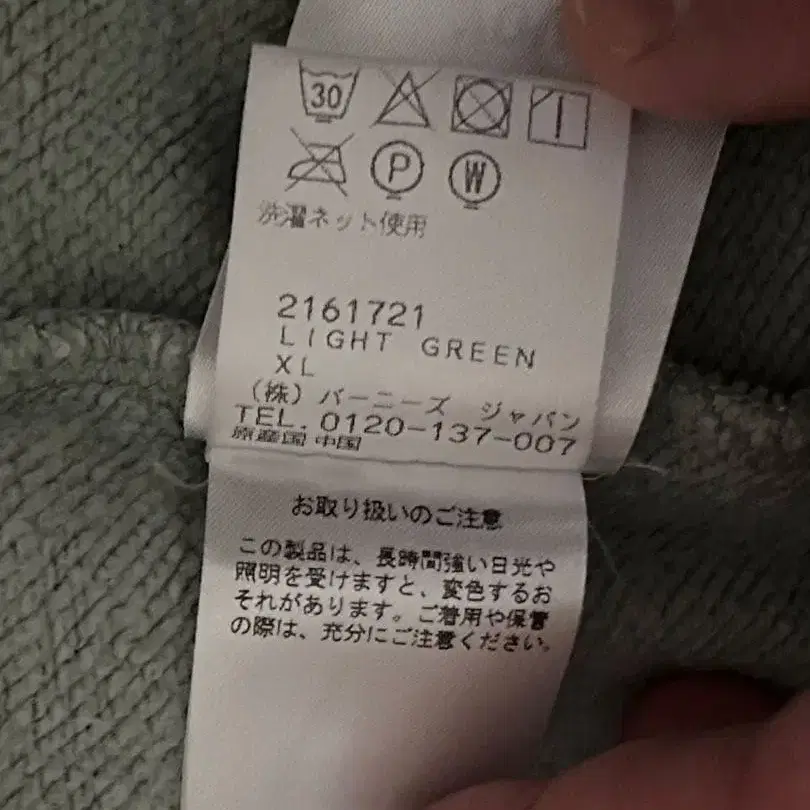 30
P W
洗濯ネット使用
2161721
LIGHT GREEN
XL
(株) バーニーズ ジャパン
TEL. 0120-137-007
原産国 中国
お取り扱いのご注意
この製品は、長時間強い日光や
照明を受けますと、変色するお
それがあります。ご着用や保管
の際は、充分にご注意ください。